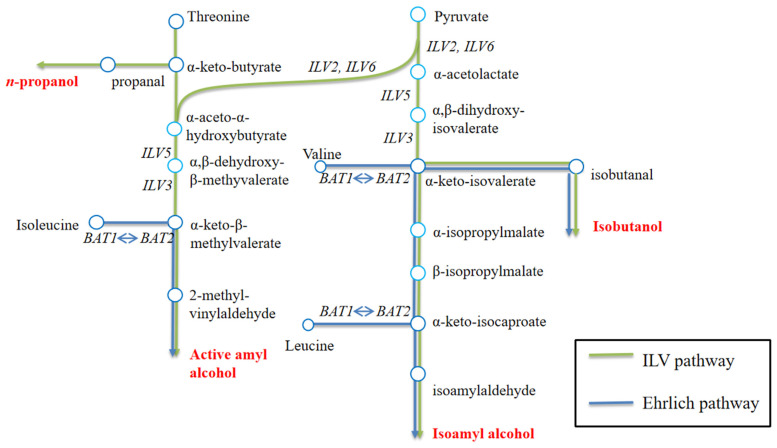 Threonine
Pyruvate
ILV2, ILV6
ILV2, ILV6
n-propanol
propanal
α-keto-butyrate
α-acetolactate
ILV5
α-aceto-α-
hydroxybutyrate
α,β-dihydroxy-
isovalerate
ILV5
ILV3
α,β-dehydroxy-
β-methyvalerate
ILV3
Valine
BAT1 BAT2
α-keto-isovalerate
isobutanal
Isoleucine
BAT1 BAT2
α-keto-β-
methylvalerate
α-isopropylmalate
Isobutanol
β-isopropylmalate
2-methyl-
vinylaldehyde
BAT1 BAT2
α-keto-isocaproate
Leucine
Active amyl
alcohol
isoamylaldehyde
Isoamyl alcohol
ILV pathway
Ehrlich pathway